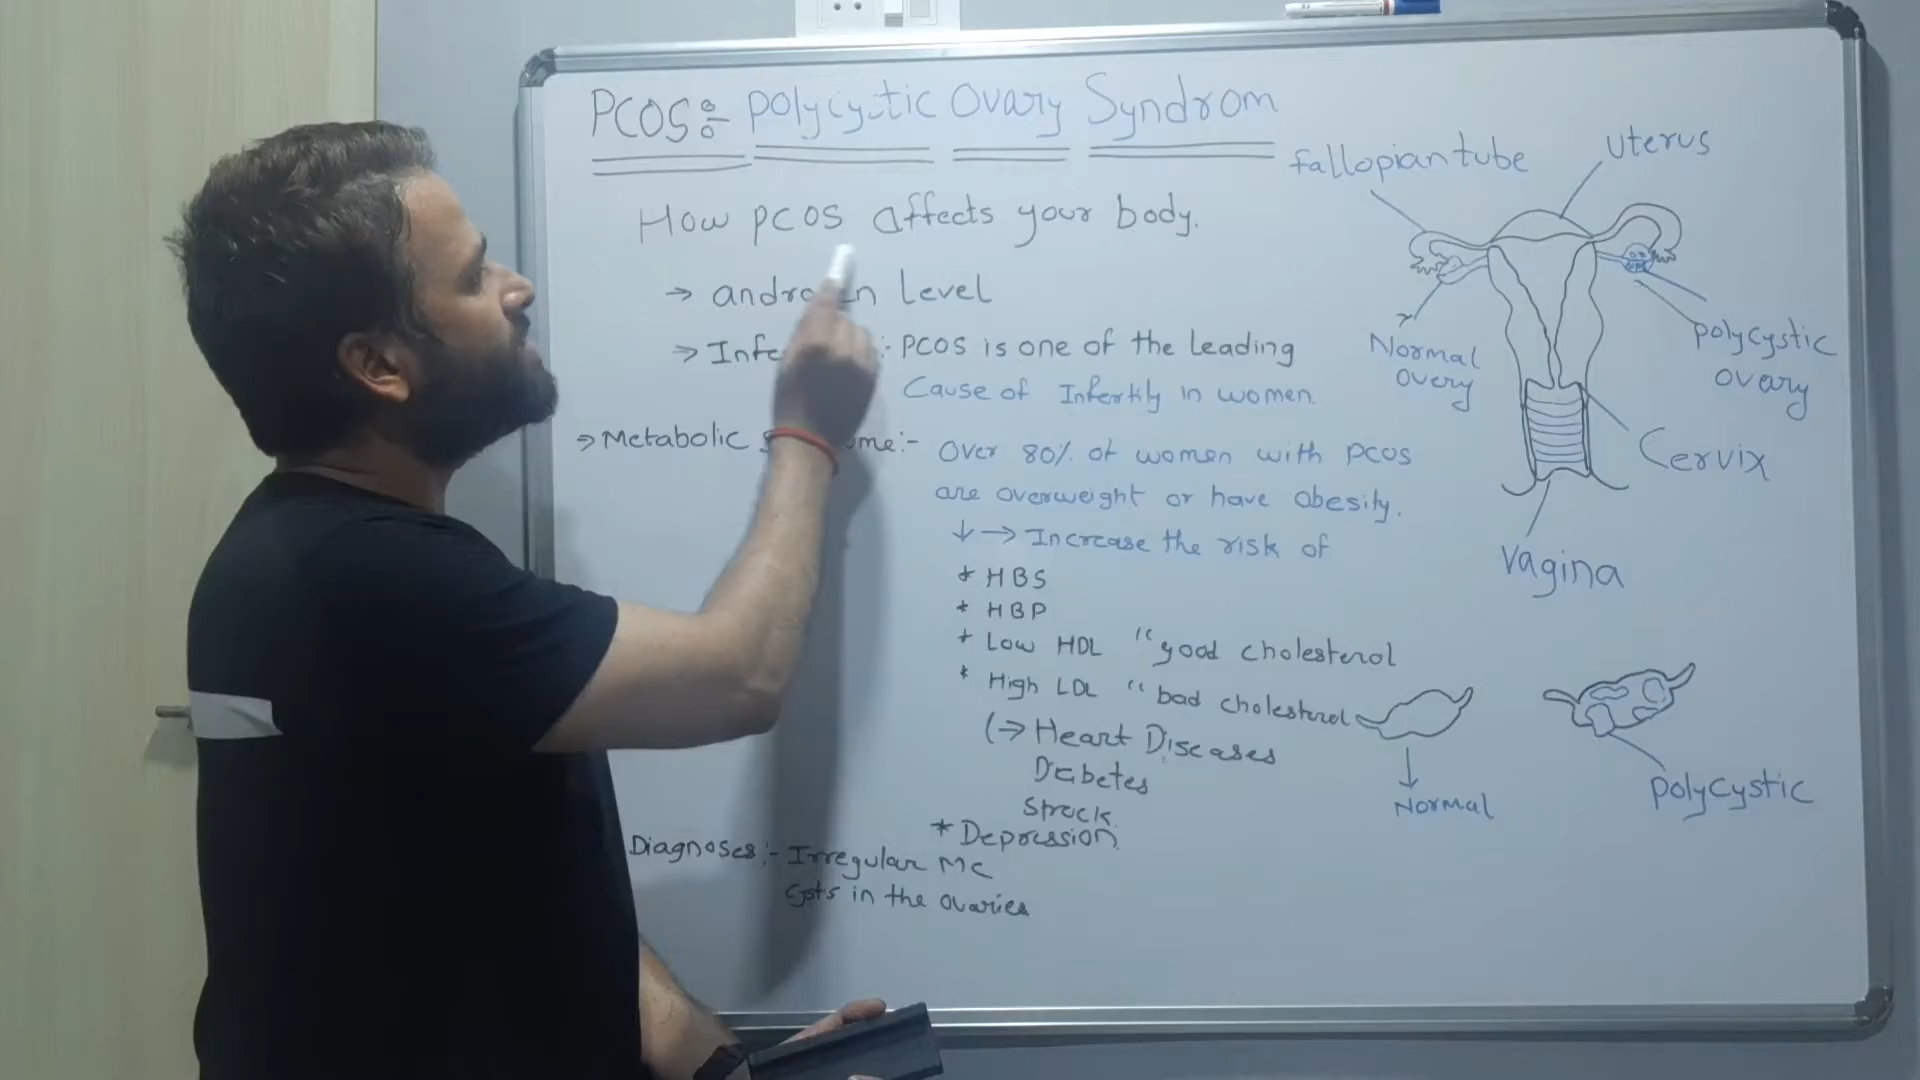 PCOS:- Polycystic Ovary Syndrom
How PCOS affects your body.
→ Level
→ :- PCOS is one of the Leading
Cause of in women.
⇒ Metabolic :-
Over 80% of women with PCOS
are overweight or have obesity.
↓ → Increase the risk of
* HBS
* HBP
* Low HDL "good cholesterol
* High LDL "bad cholesterol
(→ Heart Diseases
Diabetes
Strock.
* Depression
Diagnoses:- Irregular MC
Cysts in the ovaries
fallopian tube
Uterus
Normal
Overy
Polycystic
Ovary
Cervix
Vagina
Normal
Polycystic